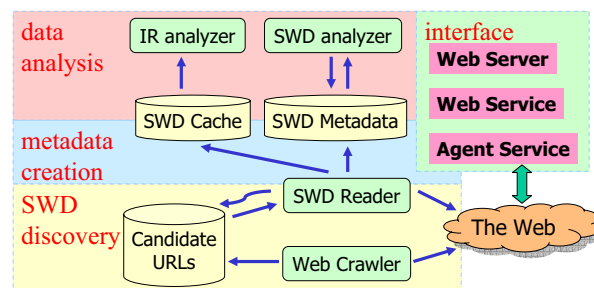 data
analysis
IR analyzer
SWD analyzer
interface
Web Server
Web Service
Agent Service
SWD Cache
SWD Metadata
metadata
creation
SWD
discovery
SWD Reader
Candidate
URLs
Web Crawler
The Web